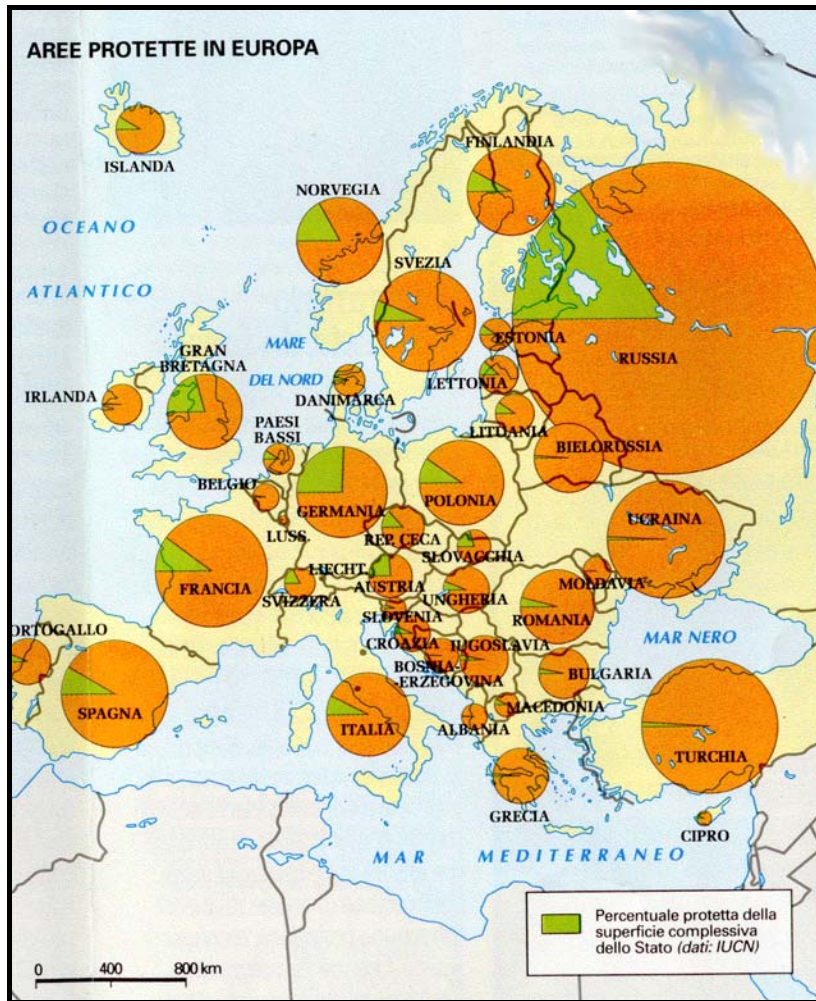 AREE PROTETTE IN EUROPA
ISLANDA
FINLANDIA
NORVEGIA
OCEANO
SVEZIA
ATLANTICO
ESTONIA
MARE
GRAN
BRETAGNA
RUSSIA
DEL NORD
LETTONIA
IRLANDA
DANIMARCA
LITUANIA
PAESI
BASSI
BIELORUSSIA
BELGIO
GERMANIA
POLONIA
UCRAINA
LUSS.
REP. CECA
SLOVACCHIA
LIECHT.
MOLDAVIA
FRANCIA
AUSTRIA
SVIZZERA
UNGHERIA
ROMANIA
SLOVENIA
ORTOGALLO
CROAZIA
IUGOSLAVIA
MAR NERO
BOSNIA-
-ERZEGOVINA
BULGARIA
SPAGNA
ITALIA
MACEDONIA
ALBANIA
TURCHIA
GRECIA
CIPRO
MAR MEDITERRANEO
Percentuale protetta della
superficie complessiva
dello Stato (dati: IUCN)
0 400 800 km